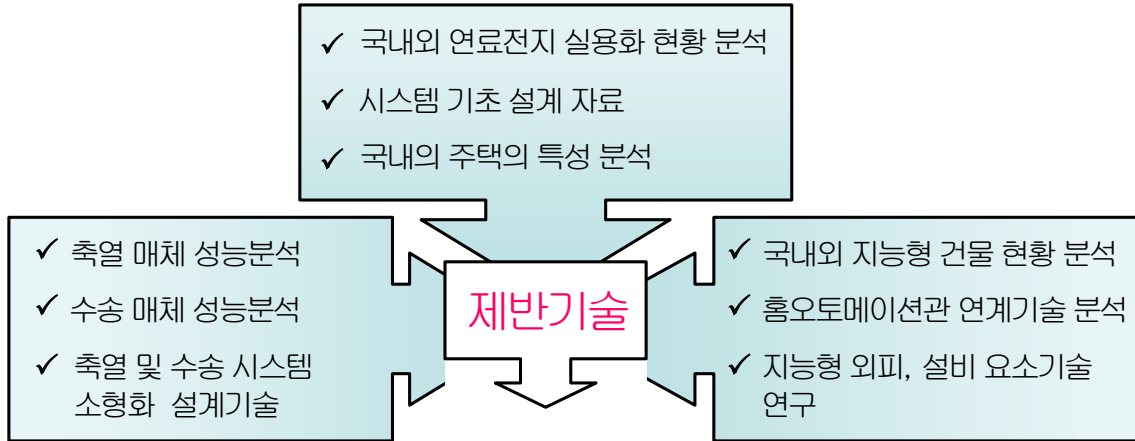 ✓ 국내외 연료전지 실용화 현황 분석
✓ 시스템 기초 설계 자료
✓ 국내의 주택의 특성 분석
✓ 축열 매체 성능분석
✓ 수송 매체 성능분석
✓ 축열 및 수송 시스템
소형화 설계기술
제반기술
✓ 국내외 지능형 건물 현황 분석
✓ 홈오토메이션관 연계기술 분석
✓ 지능형 외피, 설비 요소기술
연구